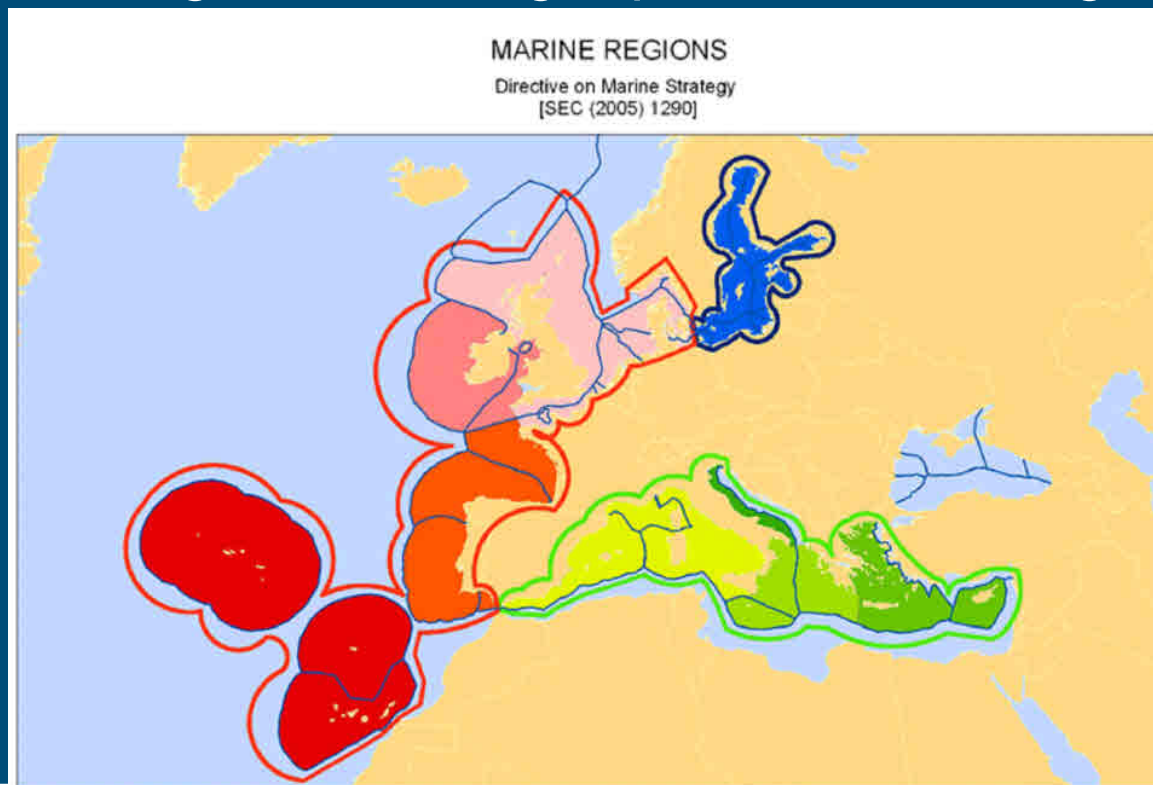 MARINE REGIONS
Directive on Marine Strategy
[SEC (2005) 1290]